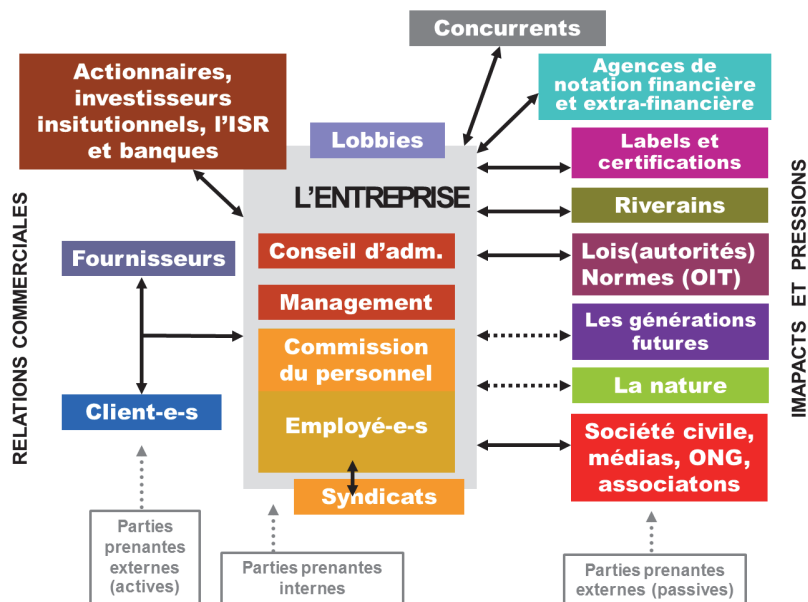 Concurrents
Actionnaires,
investisseurs
insitutionnels, l'ISR
et banques
Agences de
notation financière
et extra-financière
Lobbies
Labels et
certifications
L'ENTREPRISE
Riverains
Fournisseurs
Conseil d'adm.
Lois(autorités)
Normes (OIT)
Management
Les générations
futures
Commission
du personnel
La nature
Client-e-s
Employé-e-s
Société civile,
médias, ONG,
associatons
Syndicats
RELATIONS COMMERCIALES
IMAPACTS ET PRESSIONS
Parties
prenantes
externes
(actives)
Parties prenantes
internes
Parties prenantes
externes (passives)